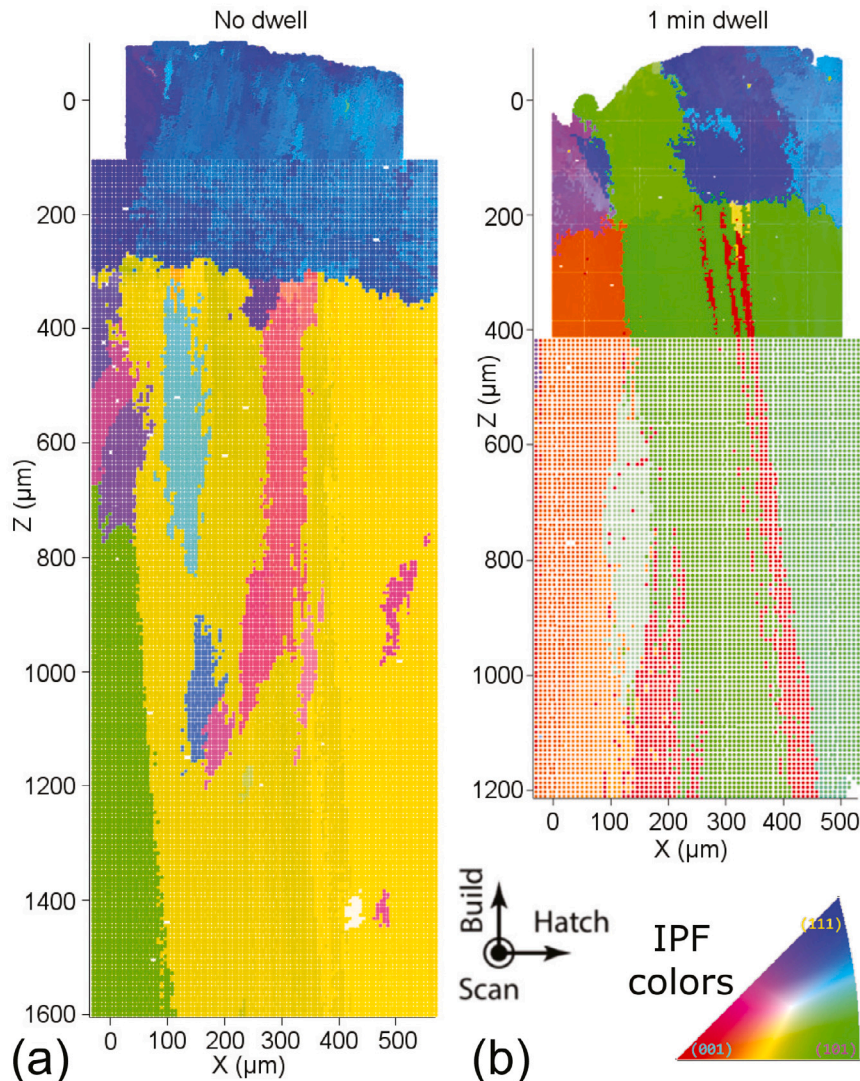 No dwell
1 min dwell
0
200
400
600
800
1000
1200
1400
1600
Z (µm)
0 100 200 300 400 500
X (µm)
(a)
0
200
400
600
800
1000
1200
Z (µm)
0 100 200 300 400 500
X (µm)
(b)
Build
Hatch
Scan
IPF
colors
(111)
(001)
(101)